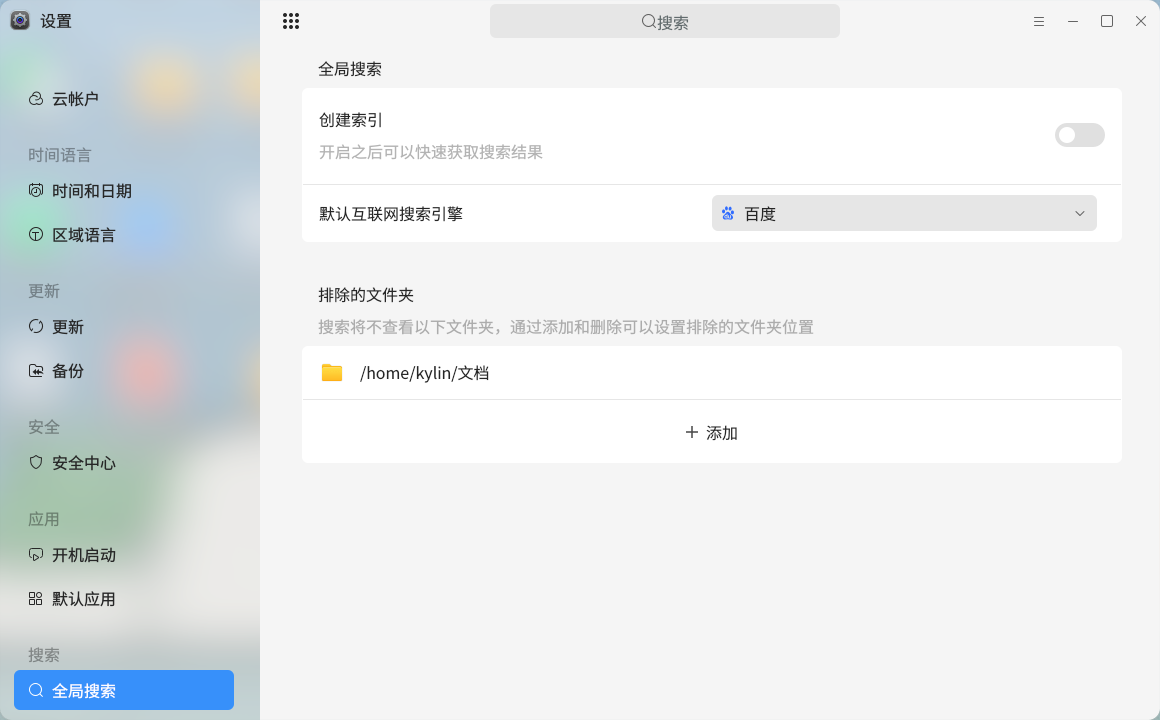 设置
云帐户
时间语言
时间和日期
区域语言
更新
更新
备份
安全
安全中心
应用
开机启动
默认应用
搜索
全局搜索
搜索
全局搜索
创建索引
开启之后可以快速获取搜索结果
默认互联网搜索引擎
百度
排除的文件夹
搜索将不查看以下文件夹，通过添加和删除可以设置排除的文件夹位置
/home/kylin/文档
添加